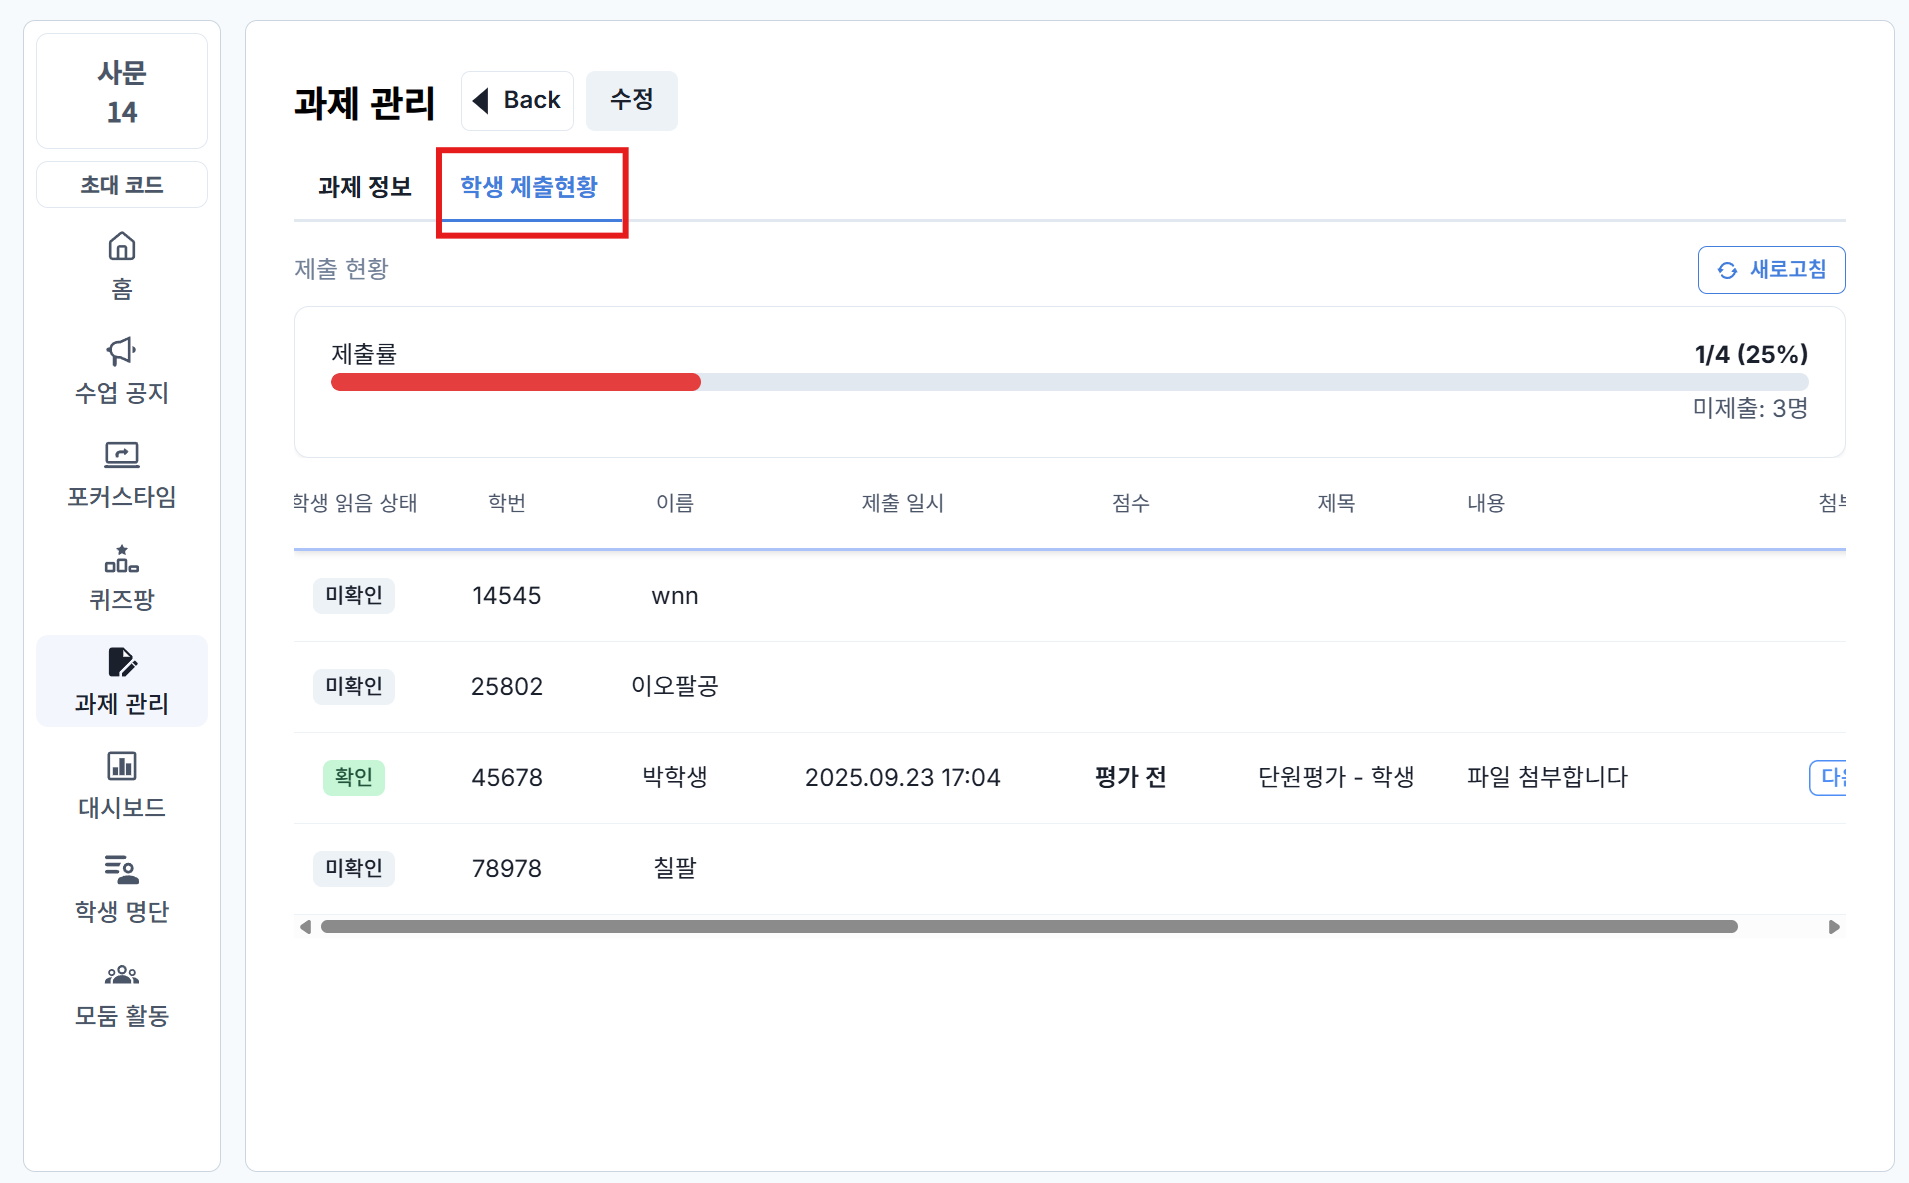 사문
14
초대 코드
홈
수업 공지
포커스타임
퀴즈팡
과제 관리
대시보드
학생 명단
모둠 활동
과제 관리 Back 수정
과제 정보 학생 제출현황
제출 현황 새로고침
제출률 1/4 (25%)
미제출: 3명
학생 읽음 상태 학번 이름 제출 일시 점수 제목 내용
미확인 14545 wnn
미확인 25802 이오팔공
확인 45678 박학생 2025.09.23 17:04 평가 전 단원평가 - 학생 파일 첨부합니다
미확인 78978 칠팔